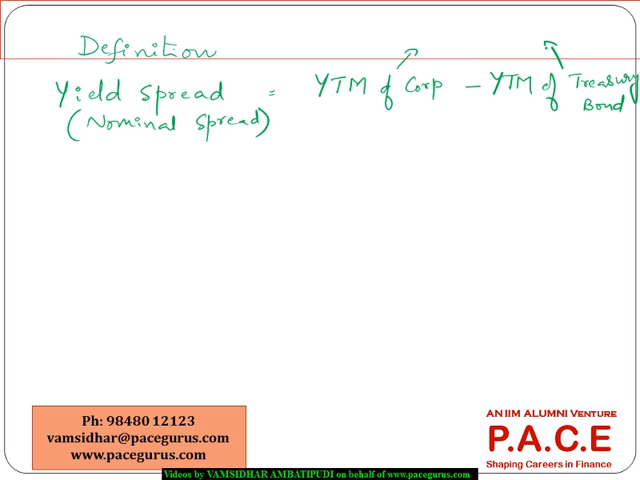 Definition
Yield Spread = YTM of Corp - YTM of Treasury Bond
(Nominal Spread)
Ph: 98480 12123
vamsidhar@pacegurus.com
www.pacegurus.com
AN IIM ALUMNI VENTURE
P.A.C.E
Shaping Careers in Finance
Videos by VAMSIDHAR AMBATIPUDI on behalf of www.pacegurus.com